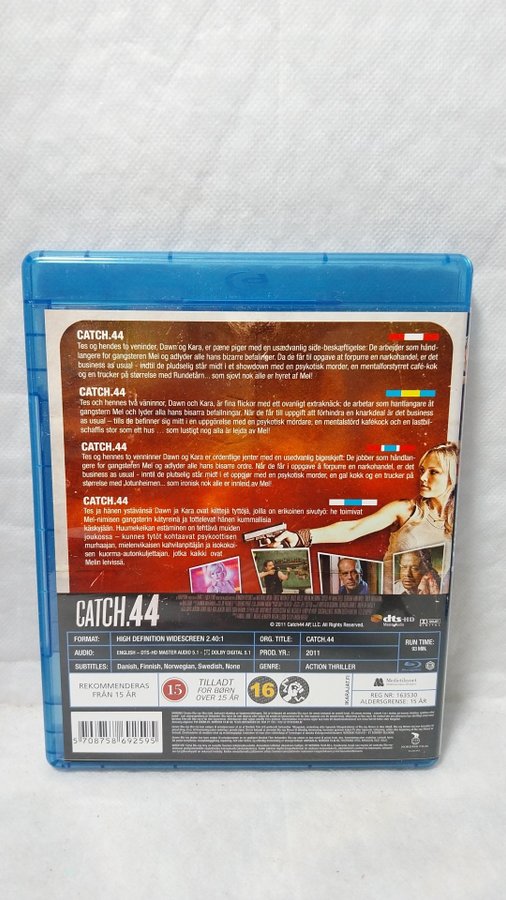 CATCH.44
Tes og hendes to veninder, Dawn og Kara, er pæne piger med en usædvanlig side-beskæftigelse: De arbejder som hånd-
langere for gangsteren Mel og adlyder alle hans bizarre befalinger. Da de får til opgave at forpurre en narkohandel, er det
business as usual - indtil de pludselig står midt i et showdown med en psykotisk morder, en mentalforstyrret café-kok
og en trucker på størrelse med Rundetårn... som sjovt nok alle er hyret af Mel!
CATCH.44
Tes och hennes två väninnor, Dawn och Kara, är fina flickor med ett ovanligt extraknäck: de arbetar som hantlangare åt
gangstern Mel och lyder alla hans bisarra befallningar. När de får till uppgift att förhindra en knarkdeal är det business
as usual – tills de befinner sig mitt i en uppgörelse med en psykotisk mördare, en mentalstörd kafékock och en lastbil-
schaffis stor som ett hus ... som lustigt nog alla är lejda av Mel!
CATCH.44
Tes og hennes to venninner Dawn og Kara er ordentlige jenter med en usedvanlig bigeskjeft: De jobber som håndlan-
gere for gangsteren Mel og adlyder alle hans bisarre ordre. Når de får i oppgave å forpurre en narkohandel, er det
business as usual - inntil de plutselig står midt i et oppgjør med en psykotisk morder, en gal kokk og en trucker på
størrelse med Jotunheimen... som ironisk nok alle er innleid av Mel!
CATCH.44
Tes ja hänen ystävänsä Dawn ja Kara ovat kilttejä tyttöjä, joilla on erikoinen sivutyö: he toimivat
Mel-nimisen gangsterin kätyreinä ja tottelevat hänen kummallisia
käskyjään. Huumekeikan estäminen on tehtävä muiden
joukossa – kunnes tytöt kohtaavat psykoottisen
murhaajan, mielenvikaisen kahvilanpitäjän ja isokokoi-
sen kuorma-autonkuljettajan, jotka kaikki ovat
Melin leivissä.
CATCH.44
© 2011 Catch44 AP, LLC. All Rights Reserved.
dts-HD
Master Audio
FORMAT: HIGH DEFINITION WIDESCREEN 2.40:1
ORG. TITLE: CATCH.44
RUN TIME:
93 MIN.
AUDIO: ENGLISH – DTS-HD MASTER AUDIO 5.1 - DOLBY DIGITAL 5.1
PROD. YR.: 2011
SUBTITLES: Danish, Finnish, Norwegian, Swedish, None
GENRE: ACTION THRILLER
REKOMMENDERAS
FRÅN 15 ÅR
15
TILLADT
FOR BØRN
OVER 15 ÅR
16
Medietilsynet
REG NR: 163530
ALDERSGRENSE: 15 ÅR
5 708758 692595